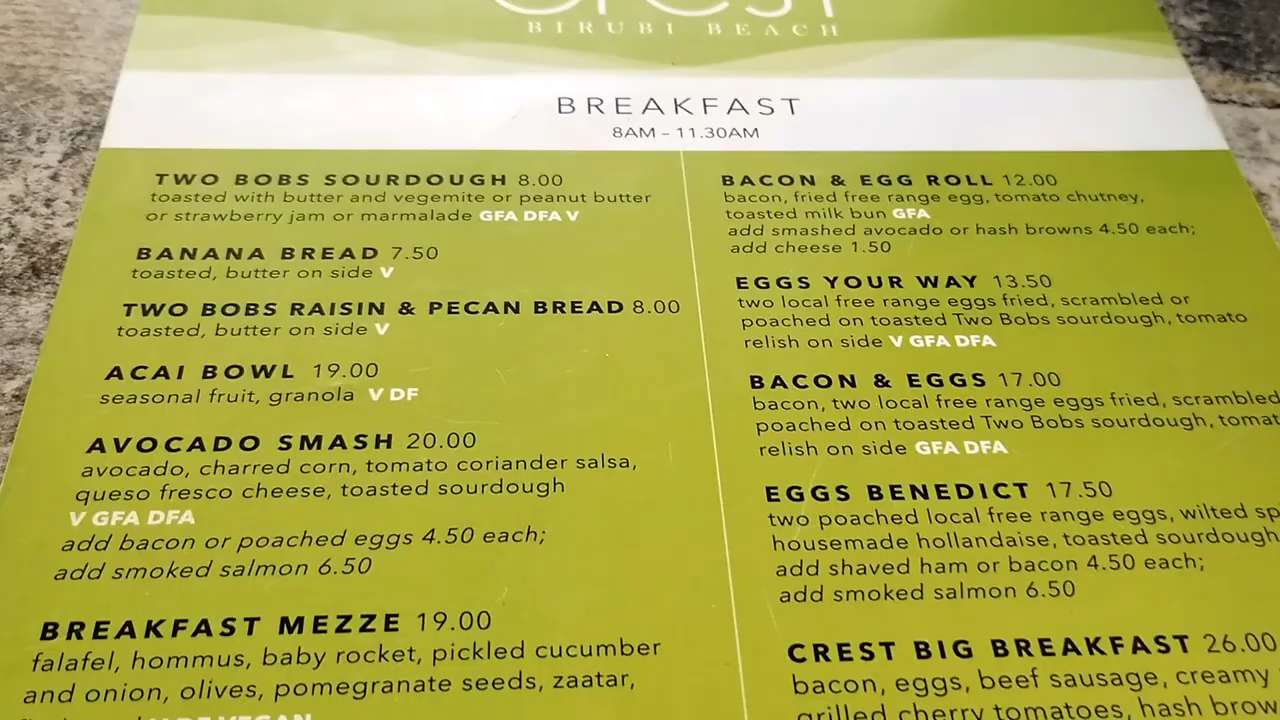 Crest
BIRUBI BEACH
BREAKFAST
8AM – 11.30AM
TWO BOBS SOURDOUGH 8.00
toasted with butter and vegemite or peanut butter
or strawberry jam or marmalade GFA DFA V
BANANA BREAD 7.50
toasted, butter on side V
TWO BOBS RAISIN & PECAN BREAD 8.00
toasted, butter on side V
ACAI BOWL 19.00
seasonal fruit, granola V DF
AVOCADO SMASH 20.00
avocado, charred corn, tomato coriander salsa,
queso fresco cheese, toasted sourdough
V GFA DFA
add bacon or poached eggs 4.50 each;
add smoked salmon 6.50
BREAKFAST MEZZE 19.00
falafel, hommus, baby rocket, pickled cucumber
and onion, olives, pomegranate seeds, zaatar,
V DF VEGAN
BACON & EGG ROLL 12.00
bacon, fried free range egg, tomato chutney,
toasted milk bun GFA
add smashed avocado or hash browns 4.50 each;
add cheese 1.50
EGGS YOUR WAY 13.50
two local free range eggs fried, scrambled or
poached on toasted Two Bobs sourdough, tomato
relish on side V GFA DFA
BACON & EGGS 17.00
bacon, two local free range eggs fried, scrambled
poached on toasted Two Bobs sourdough, tomat
relish on side GFA DFA
EGGS BENEDICT 17.50
two poached local free range eggs, wilted sp
housemade hollandaise, toasted sourdough
add shaved ham or bacon 4.50 each;
add smoked salmon 6.50
CREST BIG BREAKFAST 26.00
bacon, eggs, beef sausage, creamy
grilled cherry tomatoes, hash brow